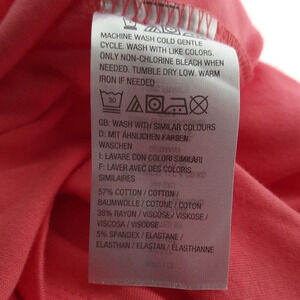 MACHINE WASH COLD GENTLE
CYCLE. WASH WITH LIKE COLORS.
ONLY NON-CHLORINE BLEACH WHEN
NEEDED. TUMBLE DRY LOW. WARM
IRON IF NEEDED
30
GB: WASH WITH SIMILAR COLOURS
D: MIT ÄHNLICHEN FARBEN
WASCHEN
I: LAVARE CON COLORI SIMILARI
F: LAVER AVEC DES COLORIS
SIMILAIRES
57% COTTON / COTTON /
BAUMWOLLE / COTONE / COTON
38% RAYON / VISCOSE / VISKOSE /
VISCOSA / VISCOSE
5% SPANDEX / ELASTANE /
ELASTHAN / ELASTAN / ELASTHANNE